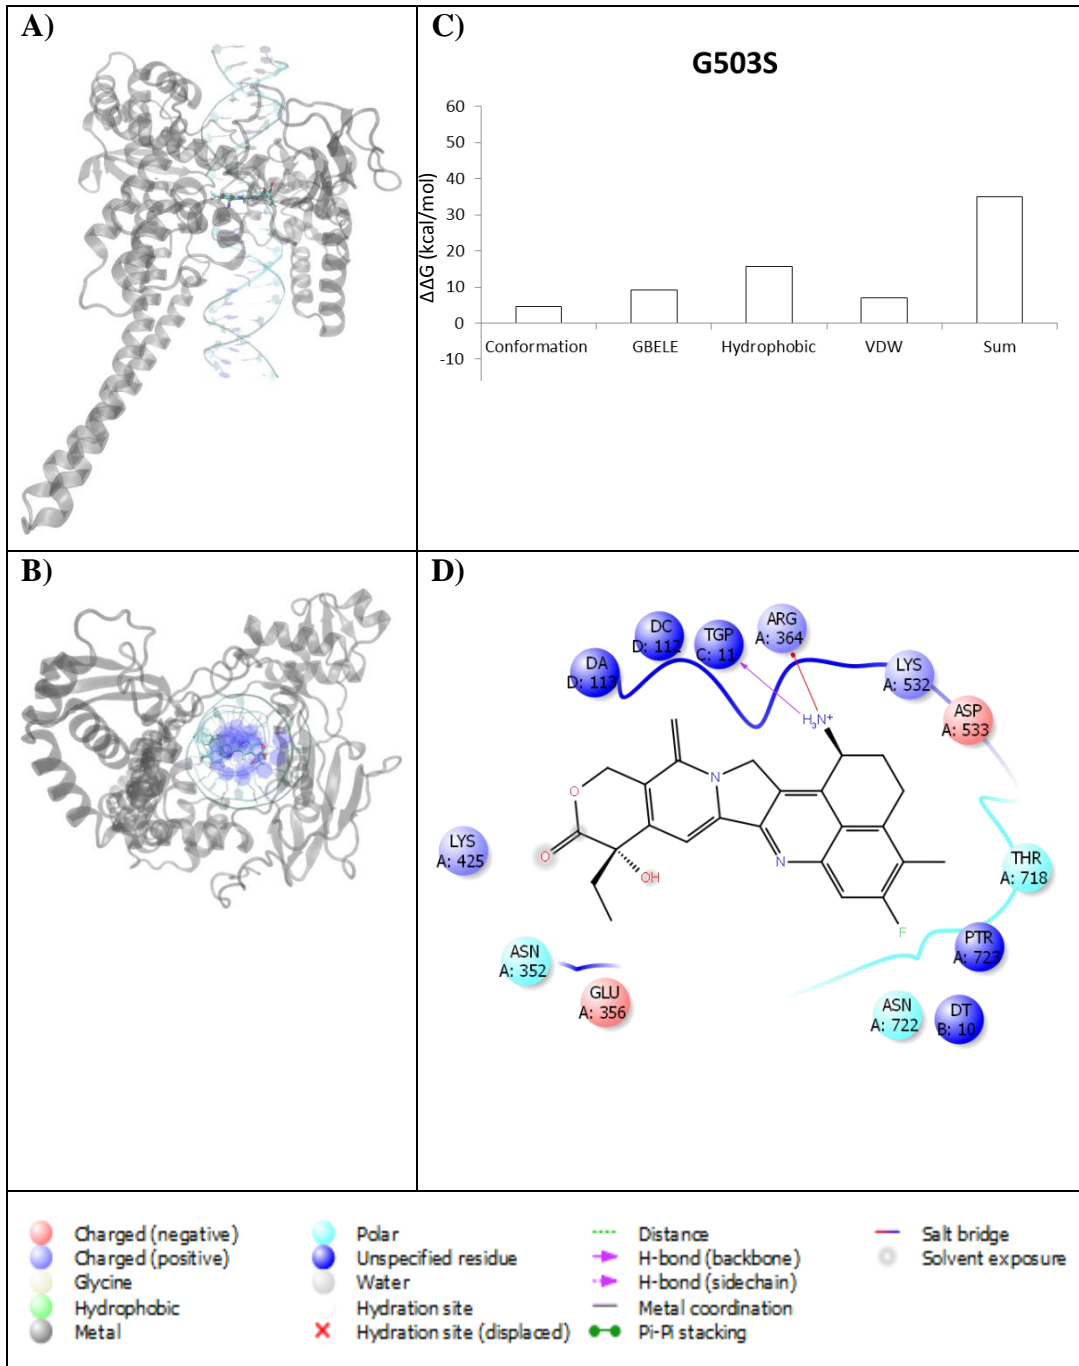 A)
C)
G503S
ΔΔG (kcal/mol)
60
50
40
30
20
10
0
-10
Conformation GBELE Hydrophobic VDW Sum
B)
D)
DA
D: 113
DC
D: 112
TGP
C: 11
ARG
A: 364
LYS
A: 532
ASP
A: 533
H₃N⁺
N
O
O
OH
N
F
LYS
A: 425
THR
A: 718
ASN
A: 352
GLU
A: 356
PTR
A: 723
ASN
A: 722
DT
B: 10
Charged (negative)
Charged (positive)
Glycine
Hydrophobic
Metal
Polar
Unspecified residue
Water
Hydration site
Hydration site (displaced)
Distance
H-bond (backbone)
H-bond (sidechain)
Metal coordination
Pi-Pi stacking
Salt bridge
Solvent exposure